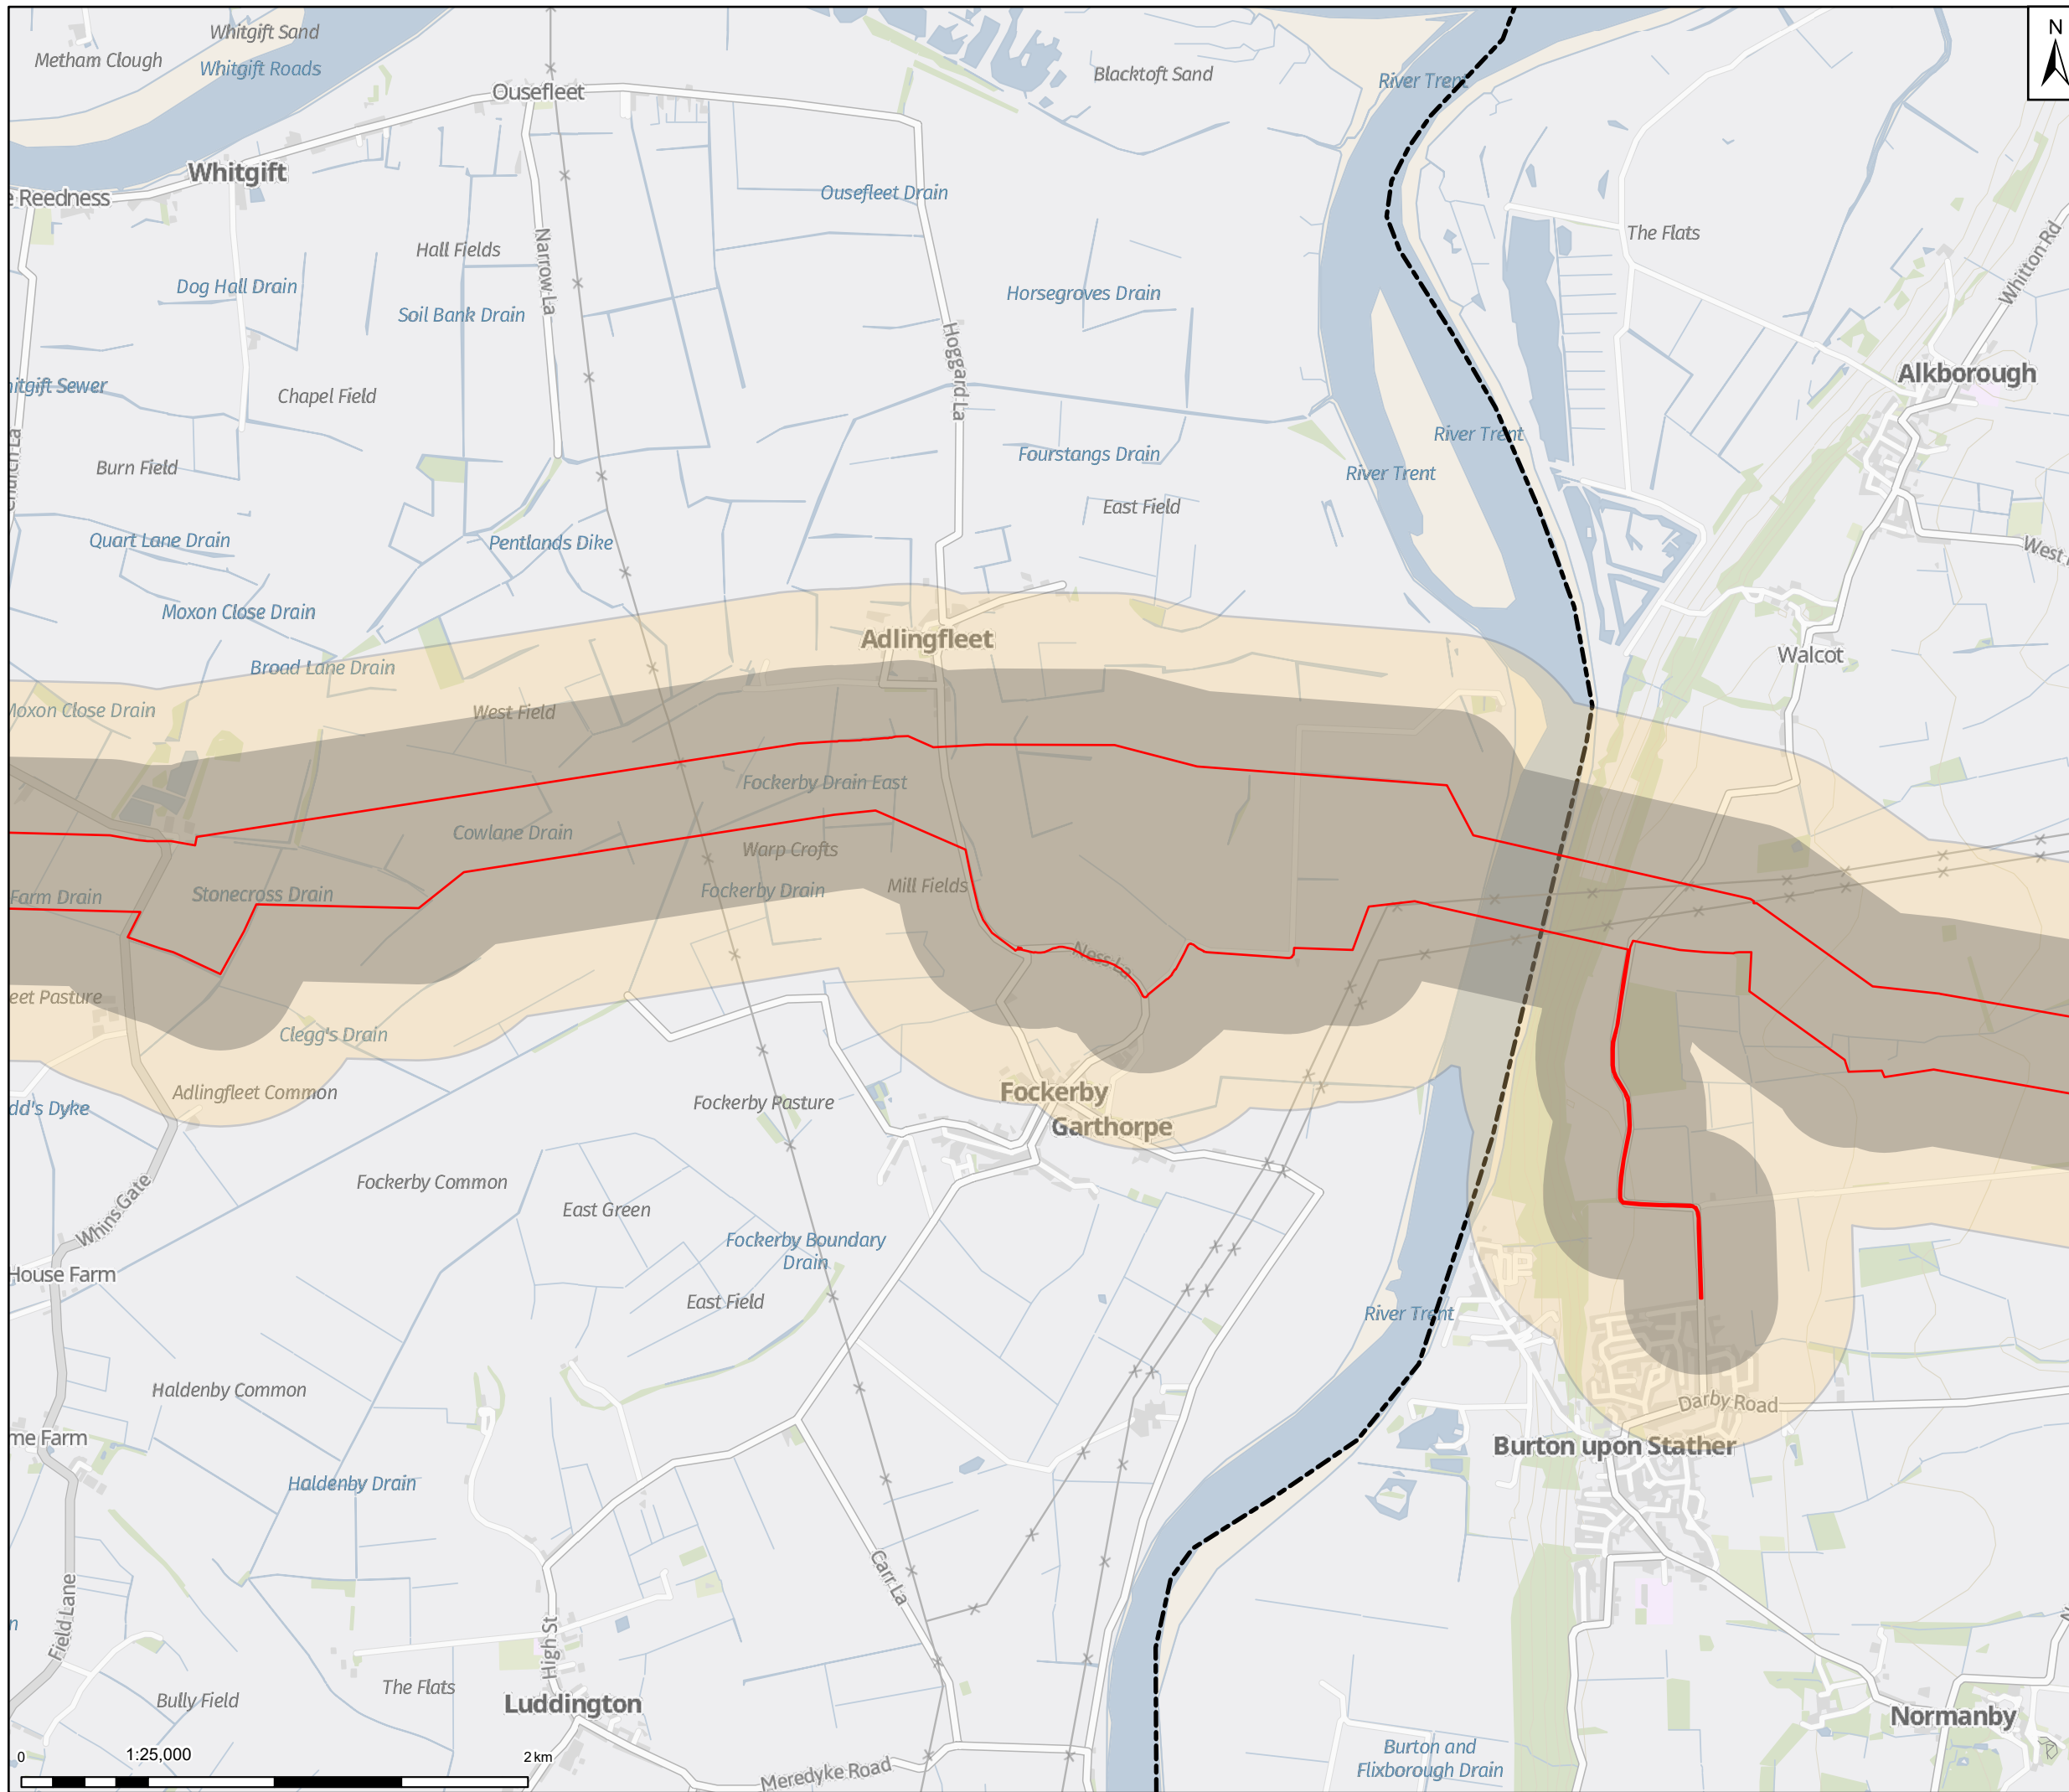 Whitgift Sand
Metham Clough
Whitgift Roads
Blacktoft Sand
River Trent
N
Ousefleet
Whitgift
e Reedness
Ousefleet Drain
The Flats
Whitton Rd
Hall Fields
Narrow La
Dog Hall Drain
Soil Bank Drain
Horsegroves Drain
Hoggard La
Alkborough
hitgift Sewer
Chapel Field
River Trent
Church La
Burn Field
Fourstangs Drain
River Trent
East Field
Quart Lane Drain
Pentlands Dike
West
Moxon Close Drain
Adlingfleet
Walcot
Broad Lane Drain
Moxon Close Drain
West Field
Fockerby Drain East
Cowlane Drain
Warp Crofts
Farm Drain
Stonecross Drain
Fockerby Drain
Mill Fields
Ness La
eet Pasture
Clegg's Drain
Adlingfleet Common
Fockerby
dd's Dyke
Fockerby Pasture
Garthorpe
Fockerby Common
Whins Gate
East Green
Fockerby Boundary
Drain
House Farm
East Field
River Trent
Haldenby Common
Darby Road
me Farm
Burton upon Stather
Haldenby Drain
Carr La
Field Lane
High St
n
Bully Field
The Flats
Luddington
Normanby
0
1:25,000
2 km
Meredyke Road
Burton and
Flixborough Drain